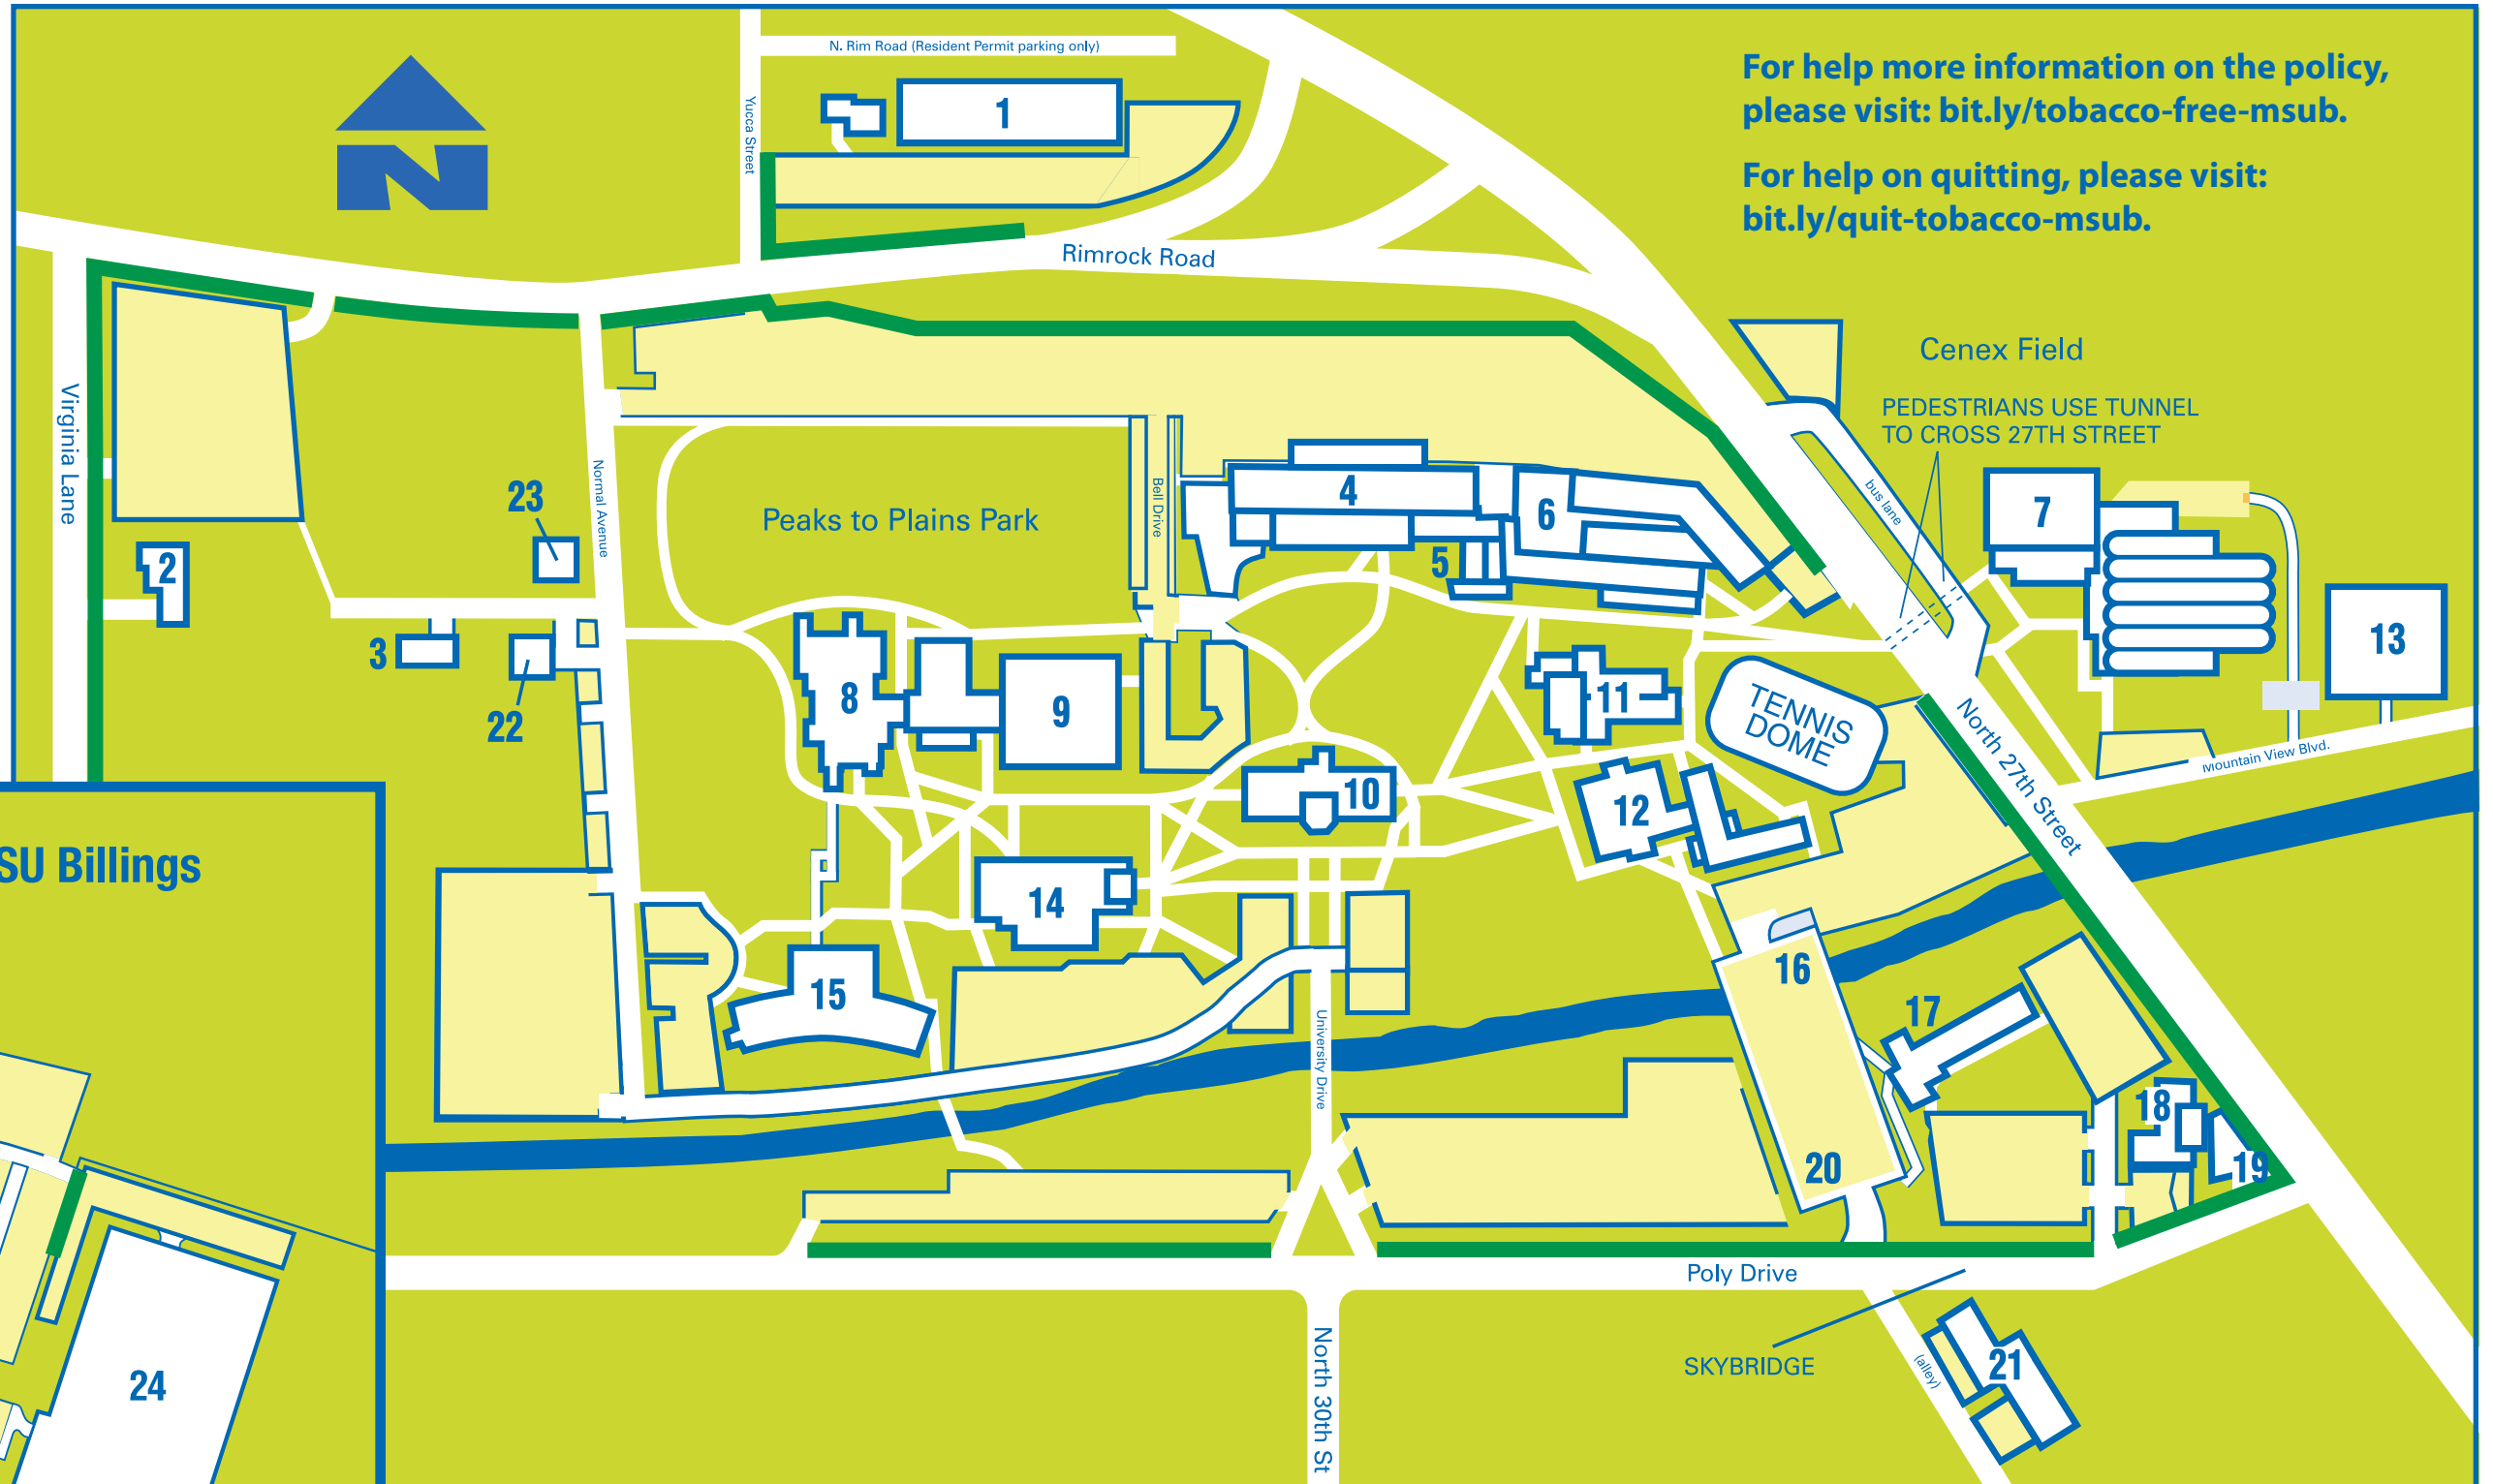 N. Rim Road (Resident Permit parking only)
For help more information on the policy,
please visit: bit.ly/tobacco-free-msub.
For help on quitting, please visit:
bit.ly/quit-tobacco-msub.
N
Yucca Street
1
Rimrock Road
Cenex Field
PEDESTRIANS USE TUNNEL
TO CROSS 27TH STREET
Virginia Lane
Normal Avenue
Bell Drive
bus lane
Peaks to Plains Park
23
4
6
7
5
2
3
22
8
9
11
13
TENNIS
DOME
North 27th Street
Mountain View Blvd.
10
12
SU Billings
14
15
16
17
University Drive
18
19
20
Poly Drive
SKYBRIDGE
(alley)
21
North 30th St
24